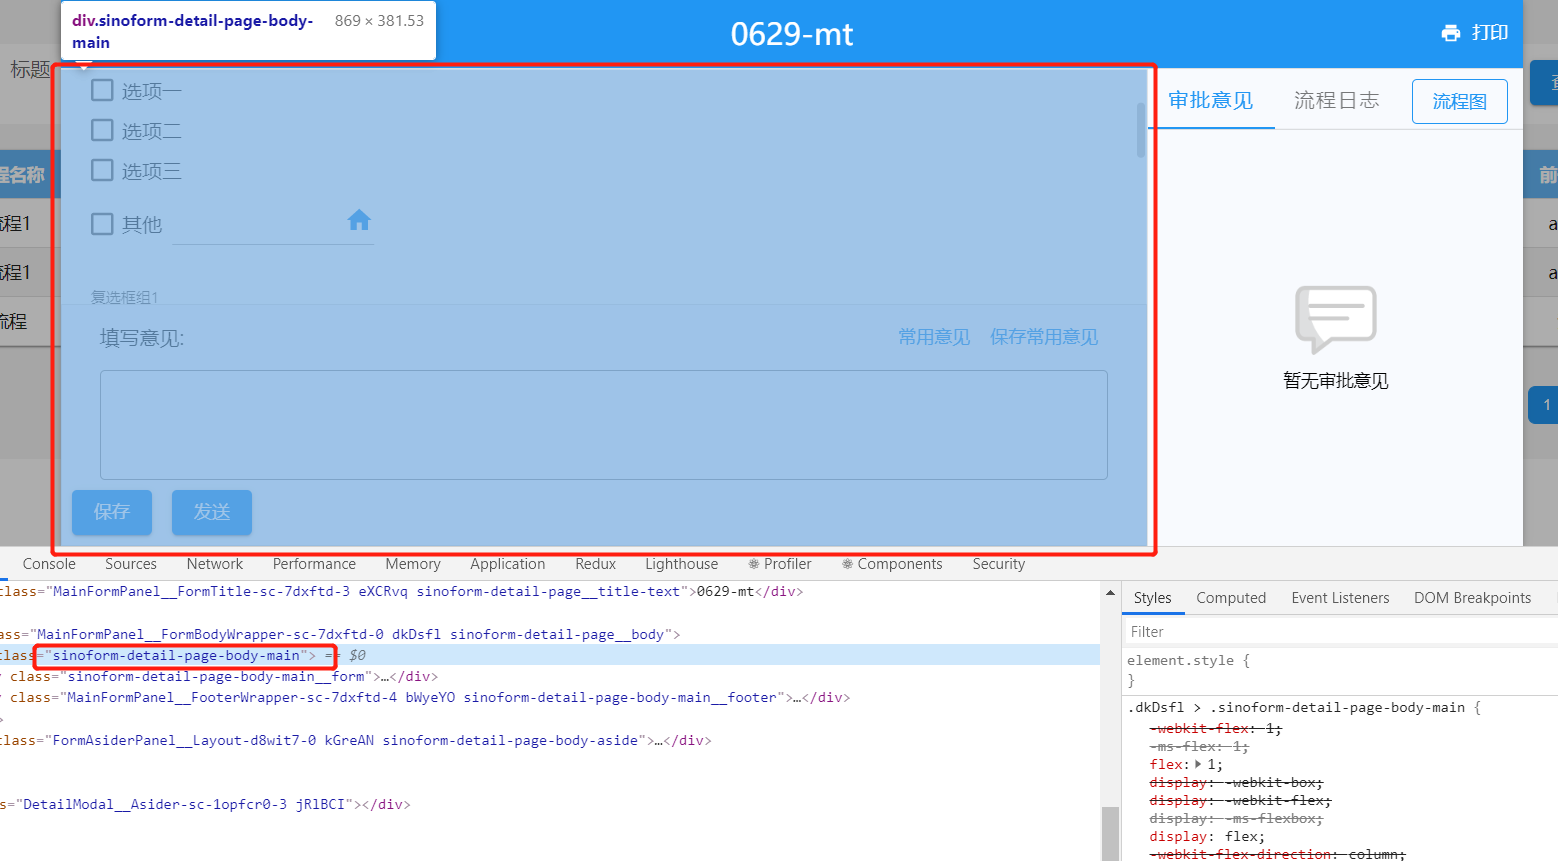 div.sinoform-detail-page-body-main 869 × 381.53
0629-mt
打印
标题
选项一
选项二
选项三
其他
复选框组1
填写意见:
常用意见 保存常用意见
保存 发送
审批意见 流程日志 流程图
暂无审批意见
程名称
流程1
流程1
流程
前
a
a
1
Console Sources Network Performance Memory Application Redux Lighthouse Profiler Components Security
class="MainFormPanel__FormTitle-sc-7dxftd-3 eXCRvq sinoform-detail-page__title-text">0629-mt</div>
ass="MainFormPanel__FormBodyWrapper-sc-7dxftd-0 dkDsfl sinoform-detail-page__body">
class="sinoform-detail-page-body-main"> == $0
class="sinoform-detail-page-body-main__form">…</div>
class="MainFormPanel__FooterWrapper-sc-7dxftd-4 bWyeYO sinoform-detail-page-body-main__footer">…</div>
>
class="FormAsiderPanel__Layout-d8wit7-0 kGreAN sinoform-detail-page-body-aside">…</div>
s="DetailModal__Asider-sc-1opfcr0-3 jRlBCI"></div>
Styles Computed Event Listeners DOM Breakpoints
Filter
element.style {
}
.dkDsfl > .sinoform-detail-page-body-main {
-webkit-flex: 1;
-ms-flex: 1;
flex: 1;
display: -webkit-box;
display: -webkit-flex;
display: -ms-flexbox;
display: flex;
-webkit-flex-direction: column;